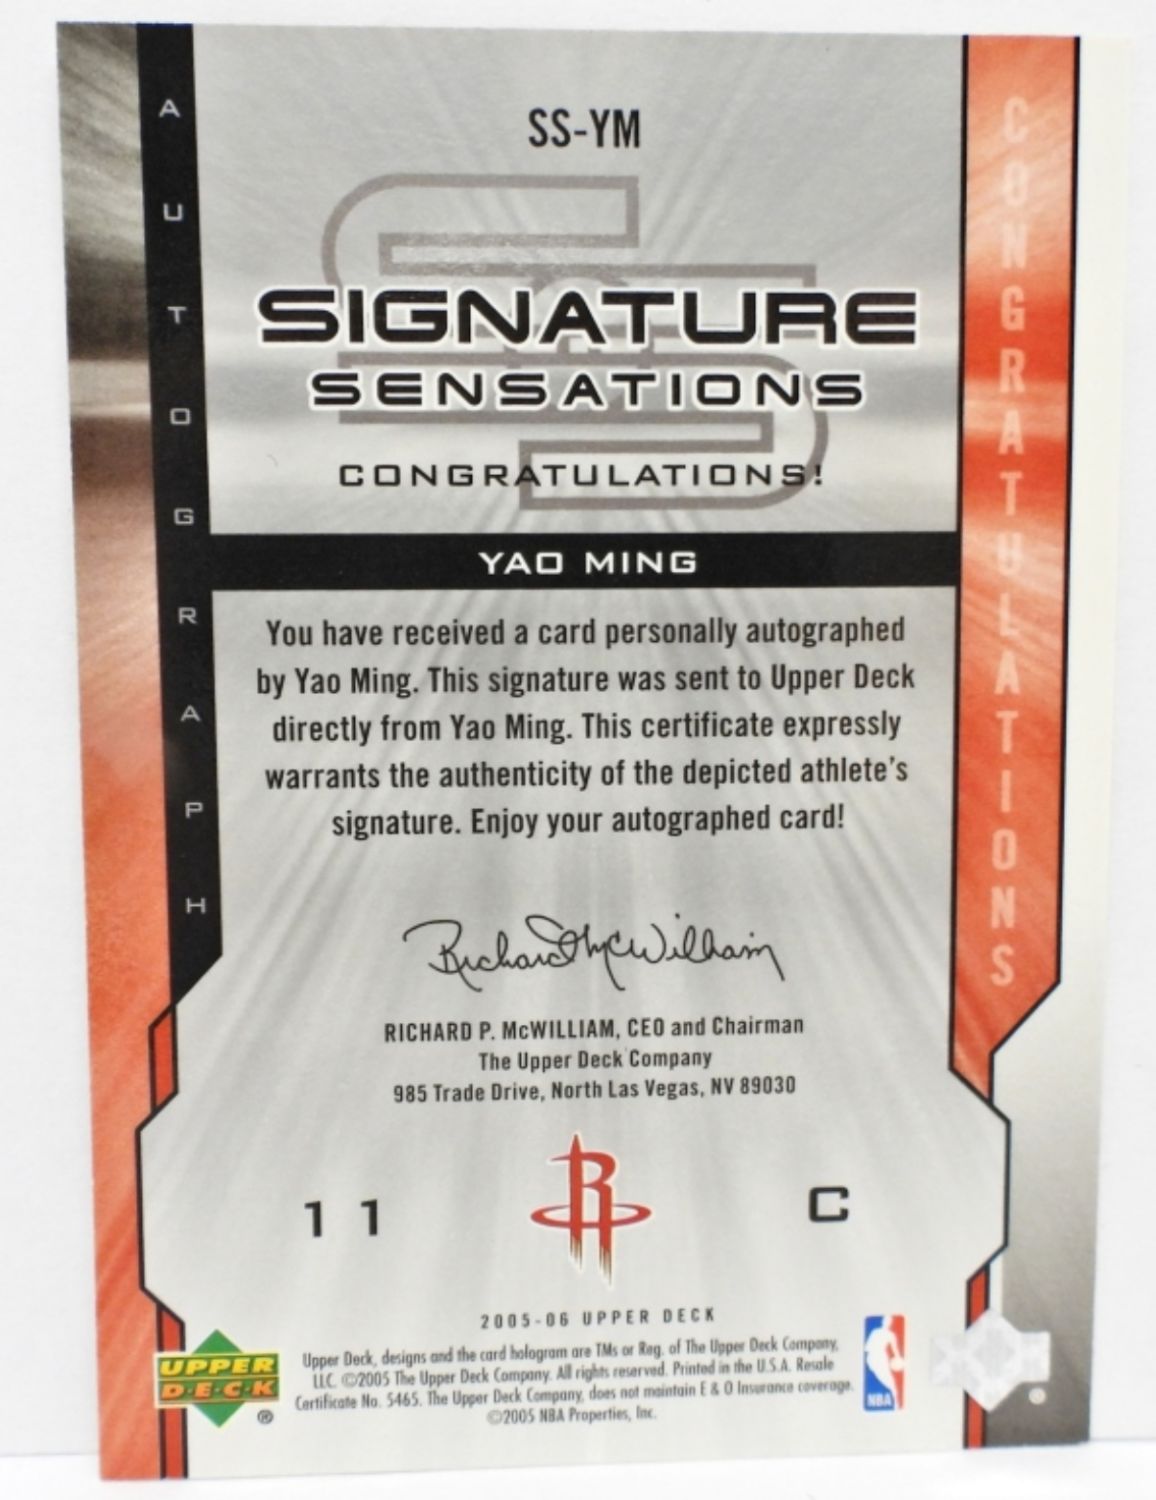 SS-YM
SIGNATURE
SENSATIONS
CONGRATULATIONS!
YAO MING
You have received a card personally autographed
by Yao Ming. This signature was sent to Upper Deck
directly from Yao Ming. This certificate expressly
warrants the authenticity of the depicted athlete's
signature. Enjoy your autographed card!
Richard McWilliam
RICHARD P. McWILLIAM, CEO and Chairman
The Upper Deck Company
985 Trade Drive, North Las Vegas, NV 89030
11
R
C
2005-06 UPPER DECK
Upper Deck, designs and the card hologram are TMs or Reg. of The Upper Deck Company,
LLC. ©2005 The Upper Deck Company. All rights reserved. Printed in the U.S.A. Resale
Certificate No. 5465. The Upper Deck Company, does not maintain E & O Insurance coverage.
©2005 NBA Properties, Inc.
UPPER
D·E·C·K
®
NBA
AUTOGRAPH
CONGRATULATIONS